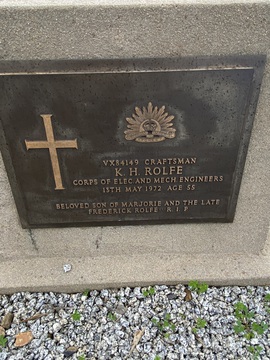 VX84149 CRAFTSMAN
K. H. ROLFE
CORPS OF ELEC. AND MECH. ENGINEERS
15TH MAY 1972 AGE 55
BELOVED SON OF MARJORIE AND THE LATE
FREDERICK ROLFE R.I.P